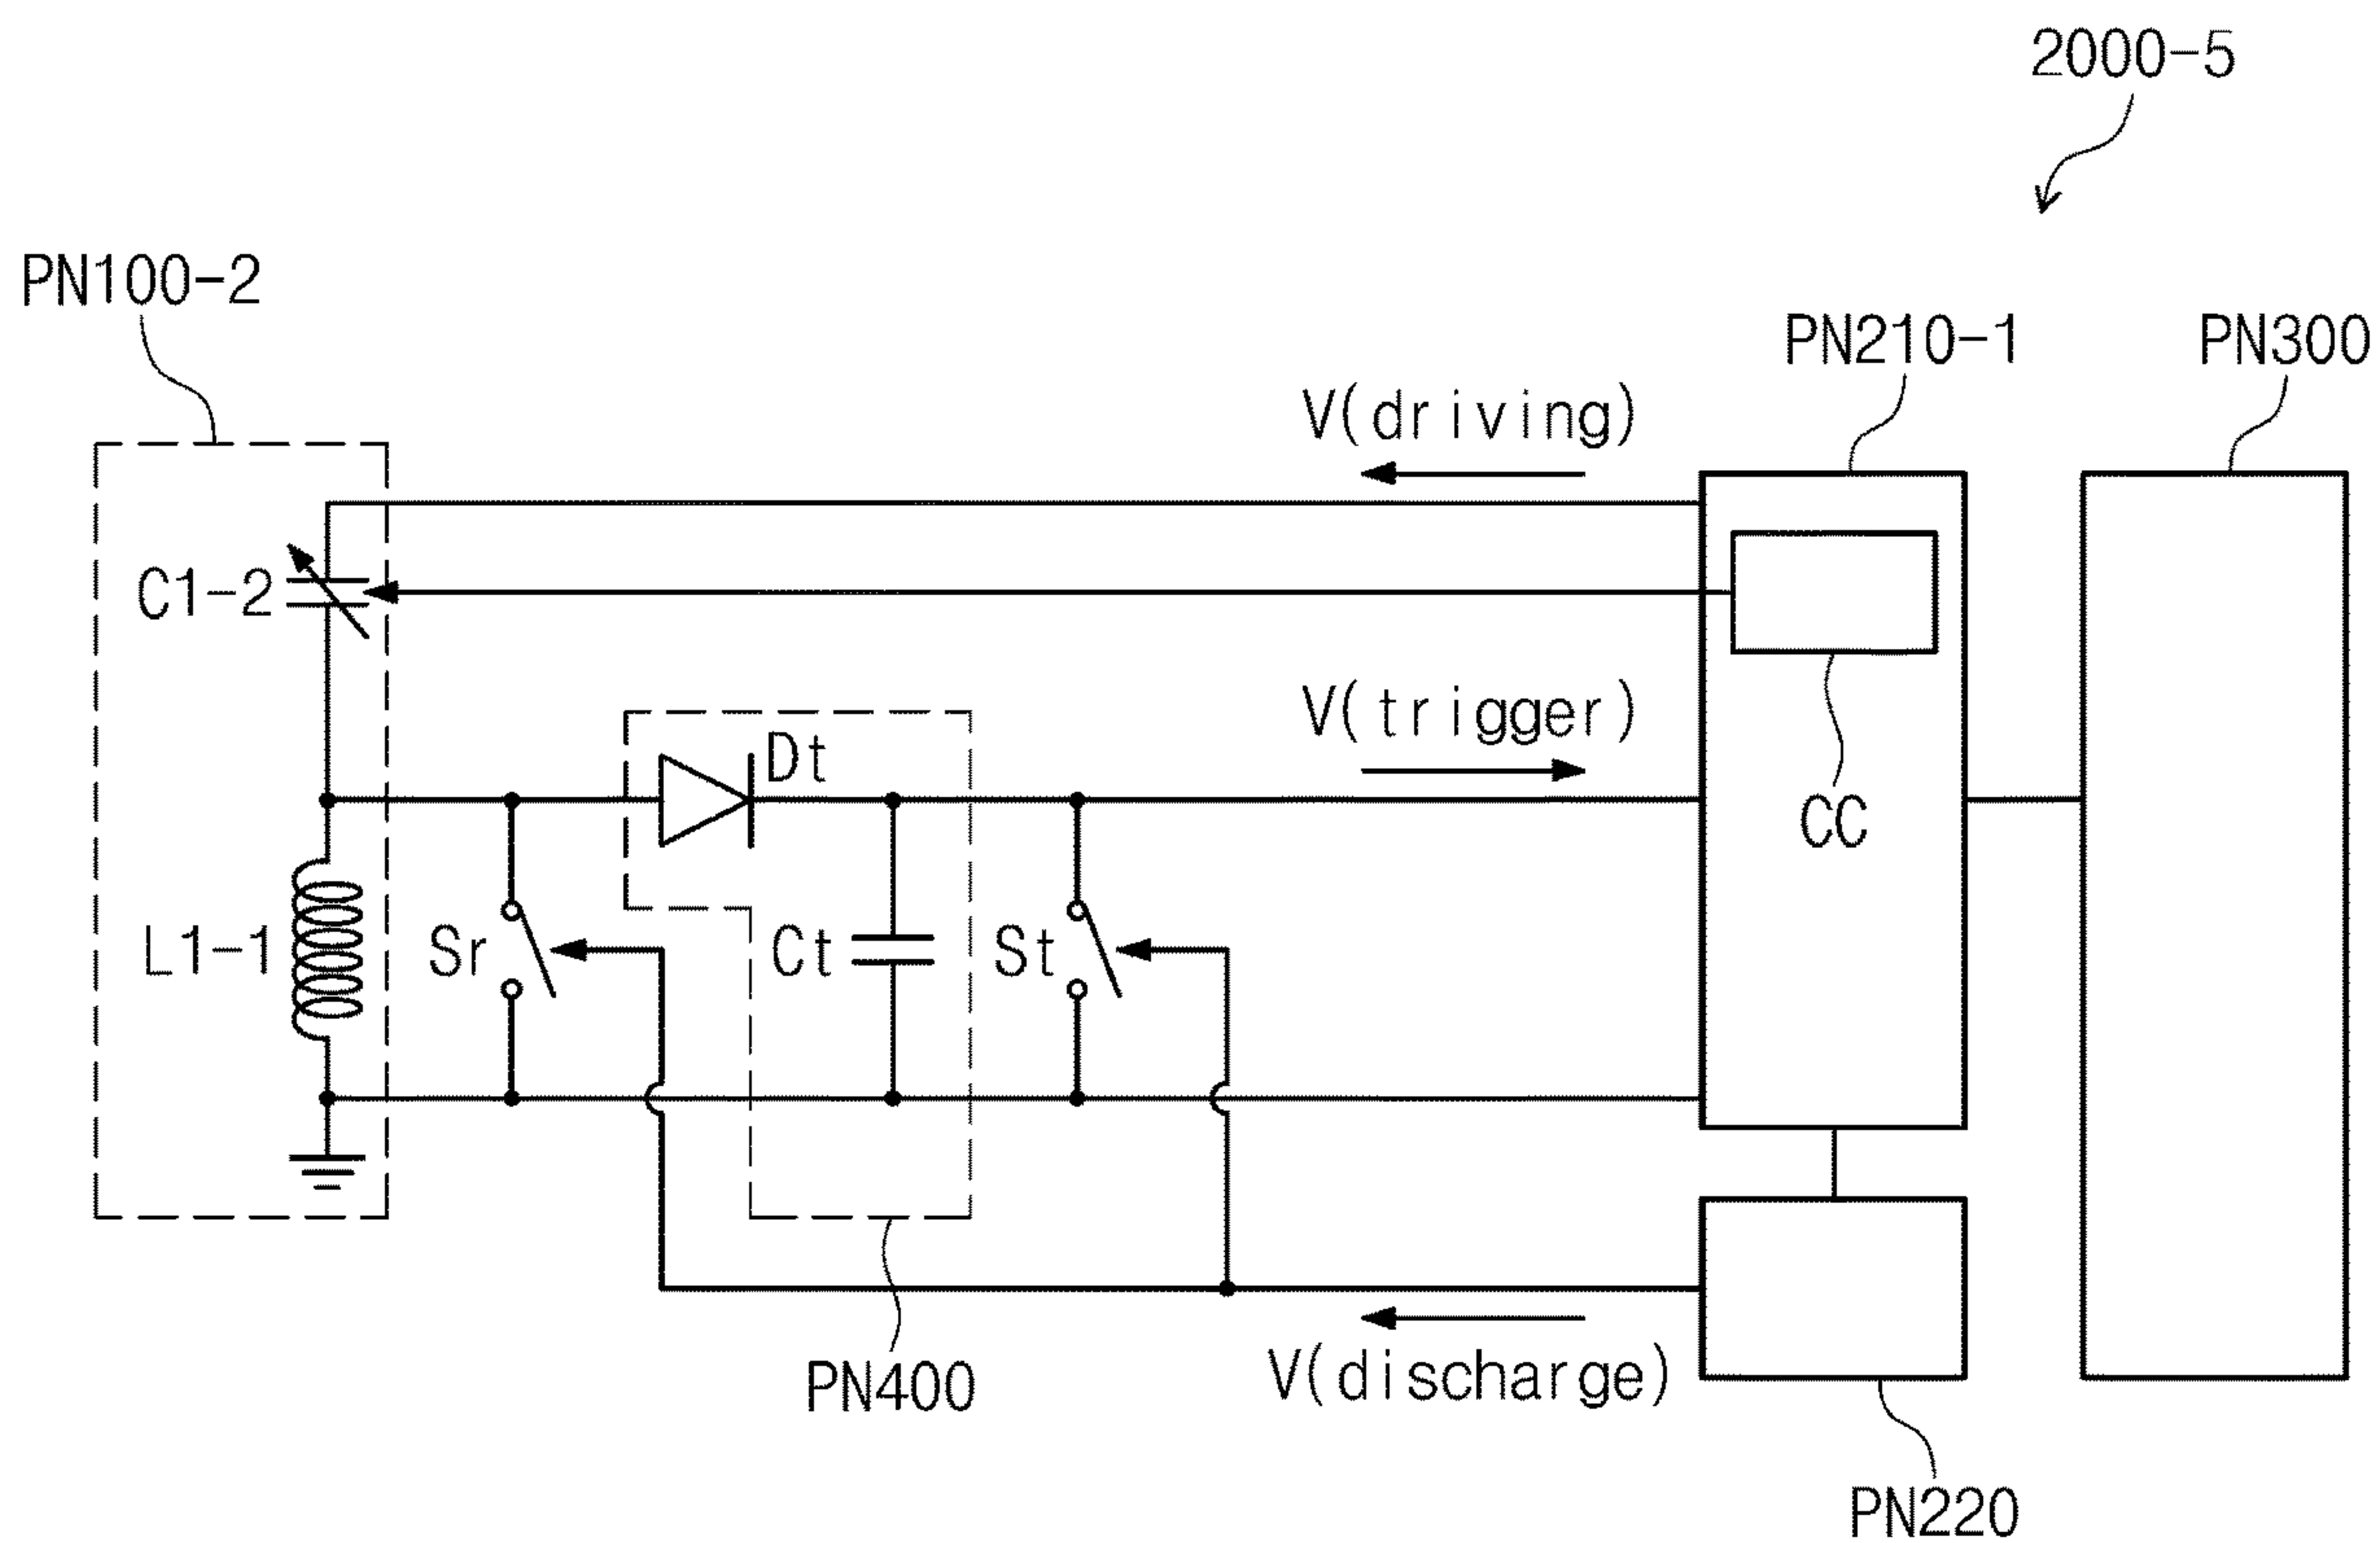 2000-5
PN100-2
PN210-1
PN300
V(driving)
C1-2
V(trigger)
Dt
CC
L1-1
Sr
Ct
St
PN400
V(discharge)
PN220